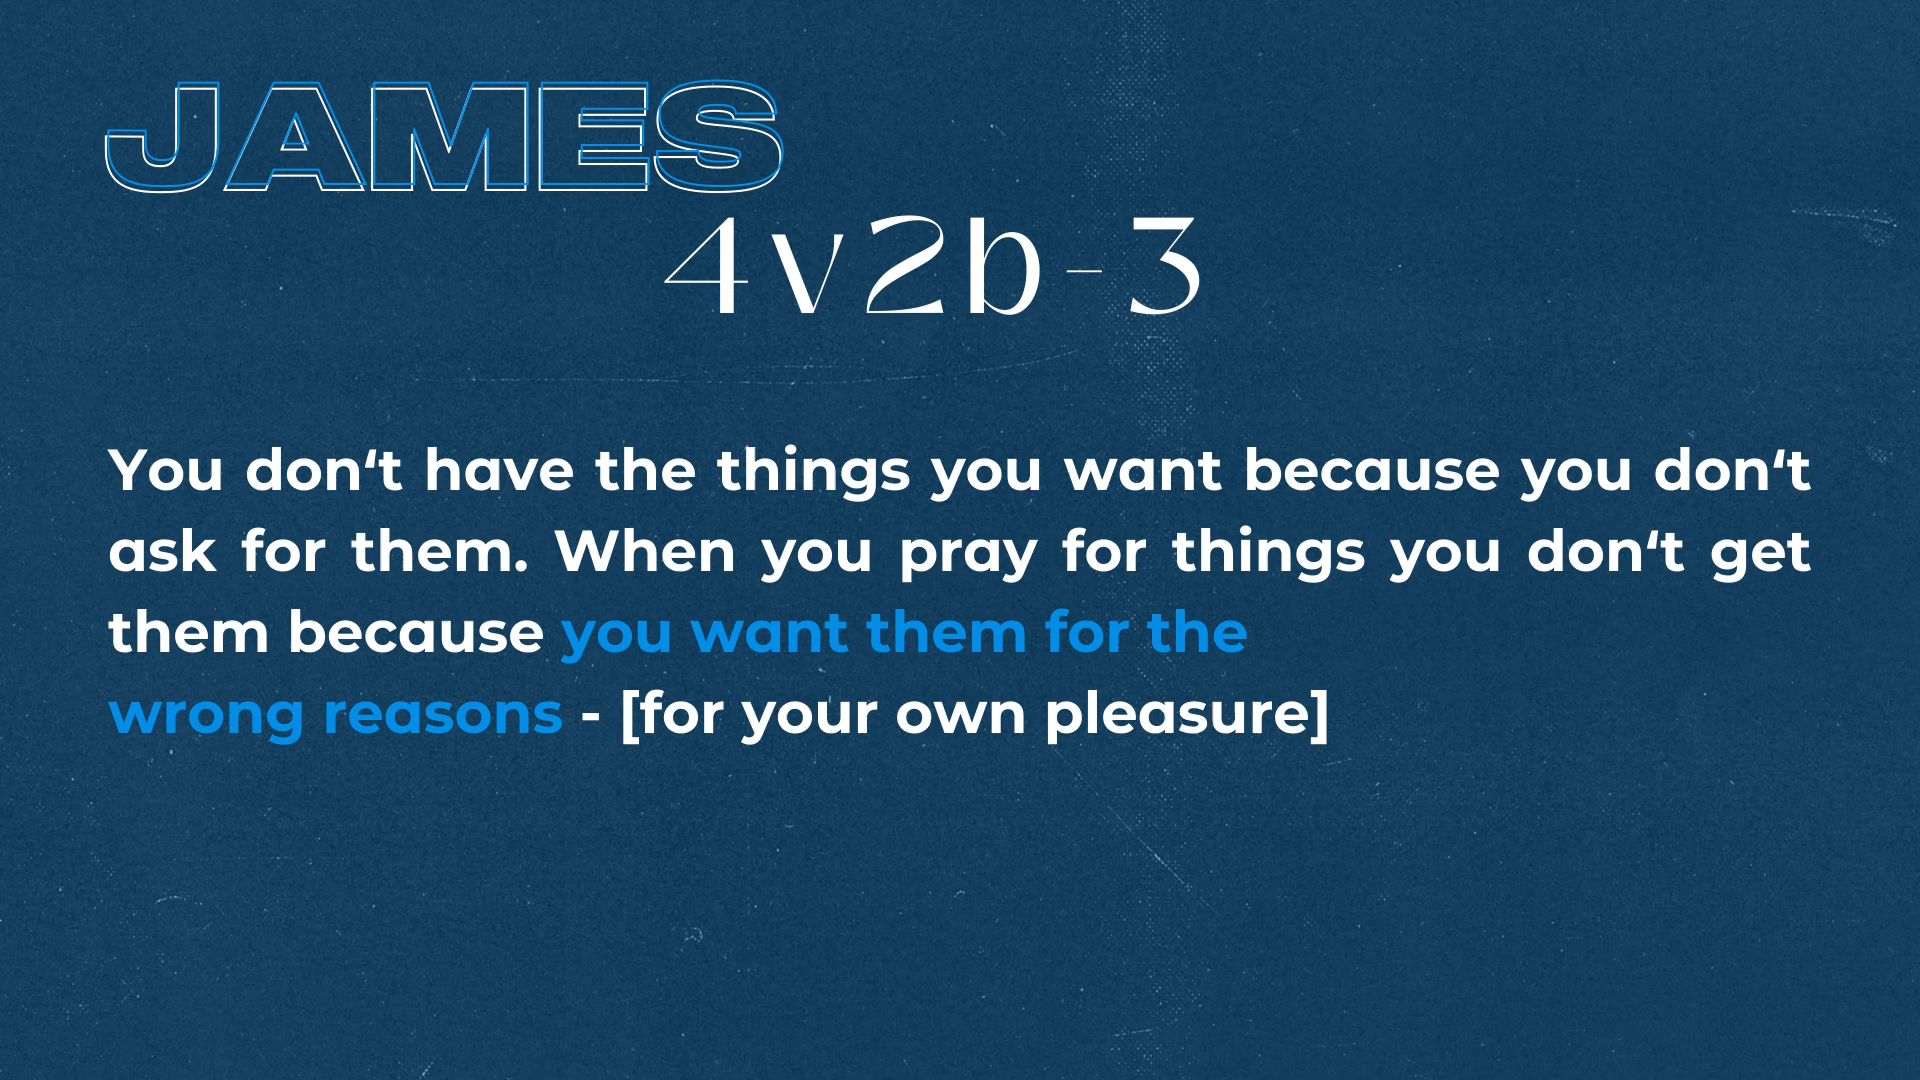 JAMES
4v2b-3
You don‘t have the things you want because you don‘t
ask for them. When you pray for things you don‘t get
them because you want them for the
wrong reasons - [for your own pleasure]